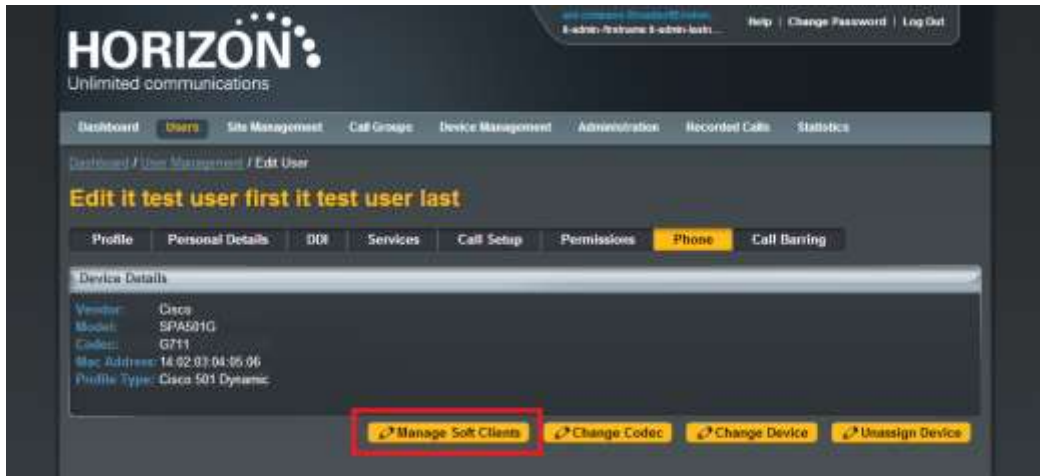 Help | Change Password | Log Out
HORIZON
Unlimited communications
Dashboard Users Site Management Call Groups Device Management Administration Recorded Calls Statistics
Dashboard / User Management / Edit User
Edit it test user first it test user last
Profile Personal Details DDI Services Call Setup Permissions Phone Call Barring
Device Details
Vendor: Cisco
Model: SPA501G
Codec: G711
Mac Address: 14:02:03:04:05:06
Profile Type: Cisco 501 Dynamic
Manage Soft Clients Change Codec Change Device Unassign Device